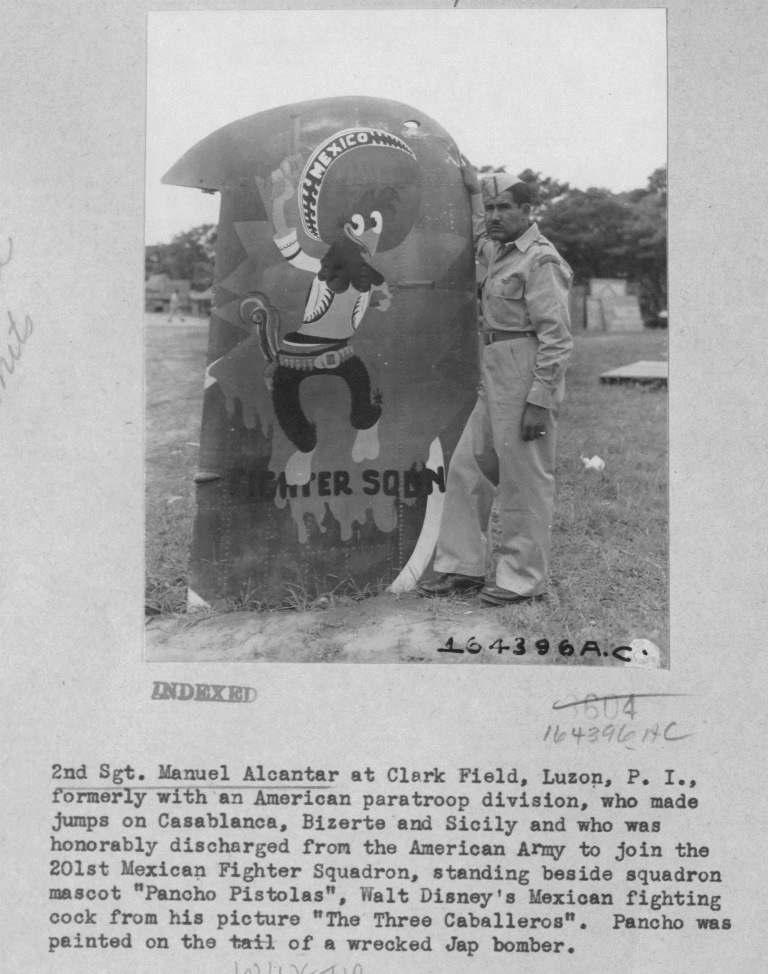 MEXICO
FIGHTER SQDN
164396A.C.
INDEXED
164396AC
2nd Sgt. Manuel Alcantar at Clark Field, Luzon, P. I.,
formerly with an American paratroop division, who made
jumps on Casablanca, Bizerte and Sicily and who was
honorably discharged from the American Army to join the
201st Mexican Fighter Squadron, standing beside squadron
mascot "Pancho Pistolas", Walt Disney's Mexican fighting
cock from his picture "The Three Caballeros".  Pancho was
painted on the tail of a wrecked Jap bomber.